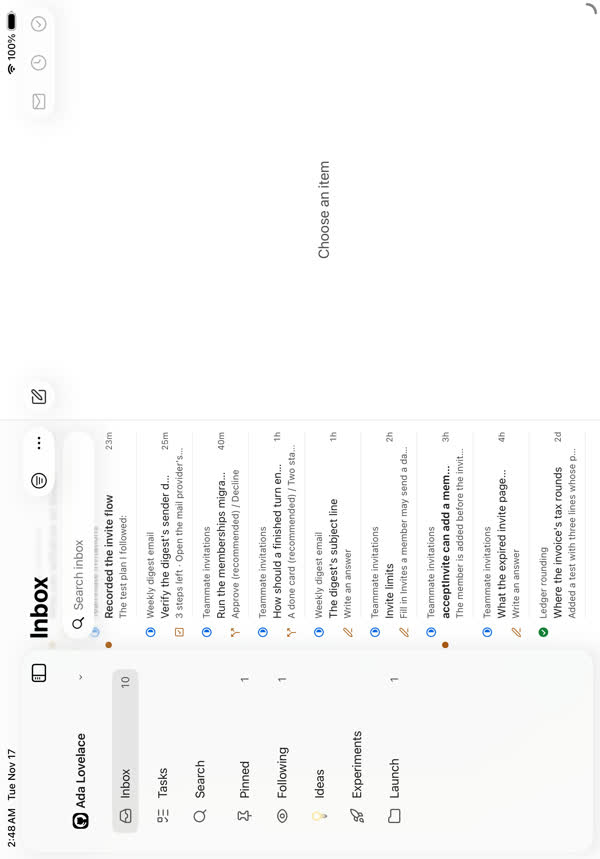 2:48 AM Tue Nov 17
100%
Ada Lovelace
Inbox 10
Tasks
Search
Pinned 1
Following 1
Ideas
Experiments
Launch 1
Inbox
Search inbox
Recorded the invite flow 23m
The test plan I followed:
Weekly digest email
Verify the digest's sender d... 25m
3 steps left · Open the mail provider's...
Teammate invitations
Run the memberships migra... 40m
Approve (recommended) / Decline
Teammate invitations
How should a finished turn en... 1h
A done card (recommended) / Two sta...
Weekly digest email
The digest's subject line 1h
Write an answer
Teammate invitations
Invite limits 2h
Fill in Invites a member may send a da...
Teammate invitations
acceptInvite can add a mem... 3h
The member is added before the invit...
Teammate invitations
What the expired invite page... 4h
Write an answer
Ledger rounding
Where the invoice's tax rounds 2d
Added a test with three lines whose p...
Choose an item